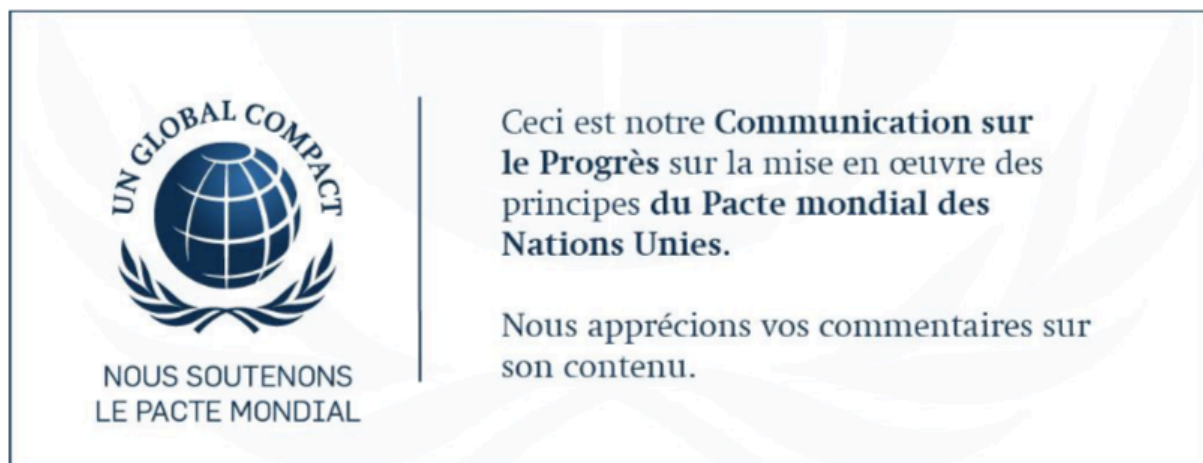 UN GLOBAL COMPACT
NOUS SOUTENONS
LE PACTE MONDIAL
Ceci est notre Communication sur
le Progrès sur la mise en œuvre des
principes du Pacte mondial des
Nations Unies.
Nous apprécions vos commentaires sur
son contenu.